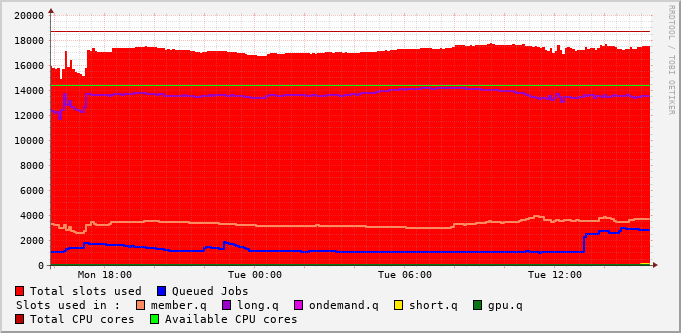 20000
18000
16000
14000
12000
10000
8000
6000
4000
2000
0
Mon 18:00 Tue 00:00 Tue 06:00 Tue 12:00
RRDTOOL / TOBI OETIKER
Total slots used Queued Jobs
Slots used in : member.q long.q ondemand.q short.q gpu.q
Total CPU cores Available CPU cores